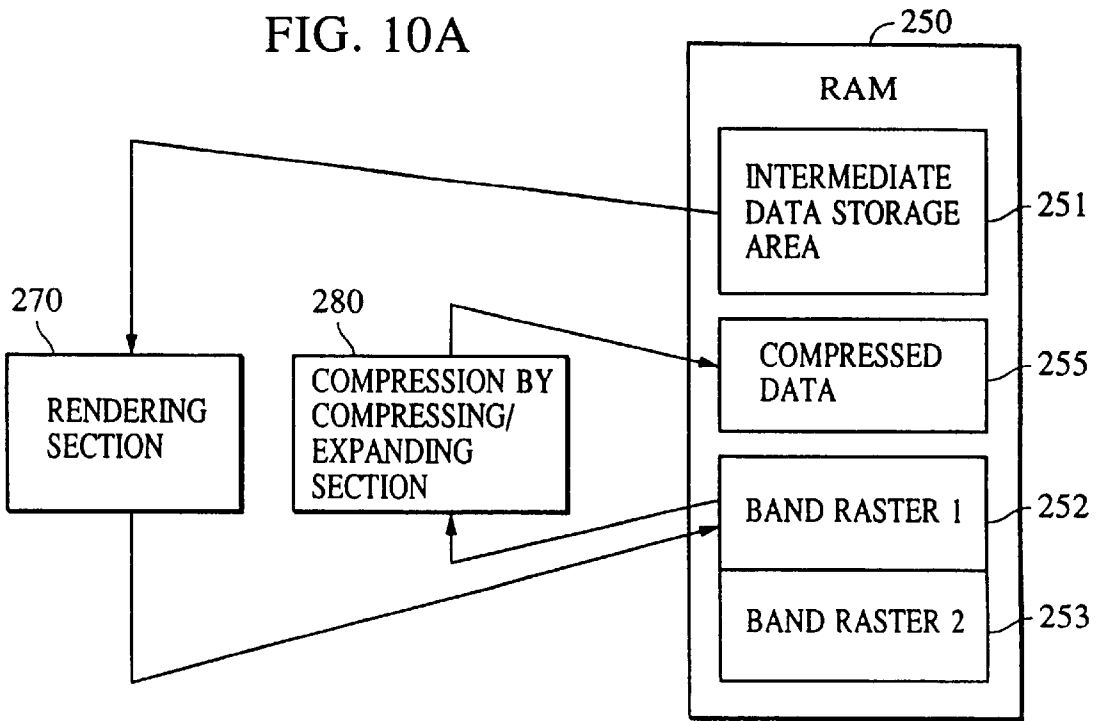 FIG. 10A
250
RAM
INTERMEDIATE
DATA STORAGE
AREA
251
270
280
RENDERING
SECTION
COMPRESSION BY
COMPRESSING/
EXPANDING
SECTION
COMPRESSED
DATA
255
BAND RASTER 1
252
BAND RASTER 2
253